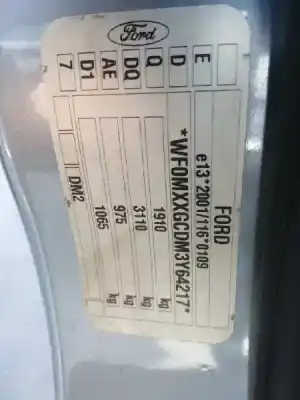 Ford
FORD
e13*2001/116*0109
*WF0MXXGCDM3Y64217*
1910 kg
3110 kg
975 kg
1065 kg
DM2
E
D
Q
DQ
AE
D1
7